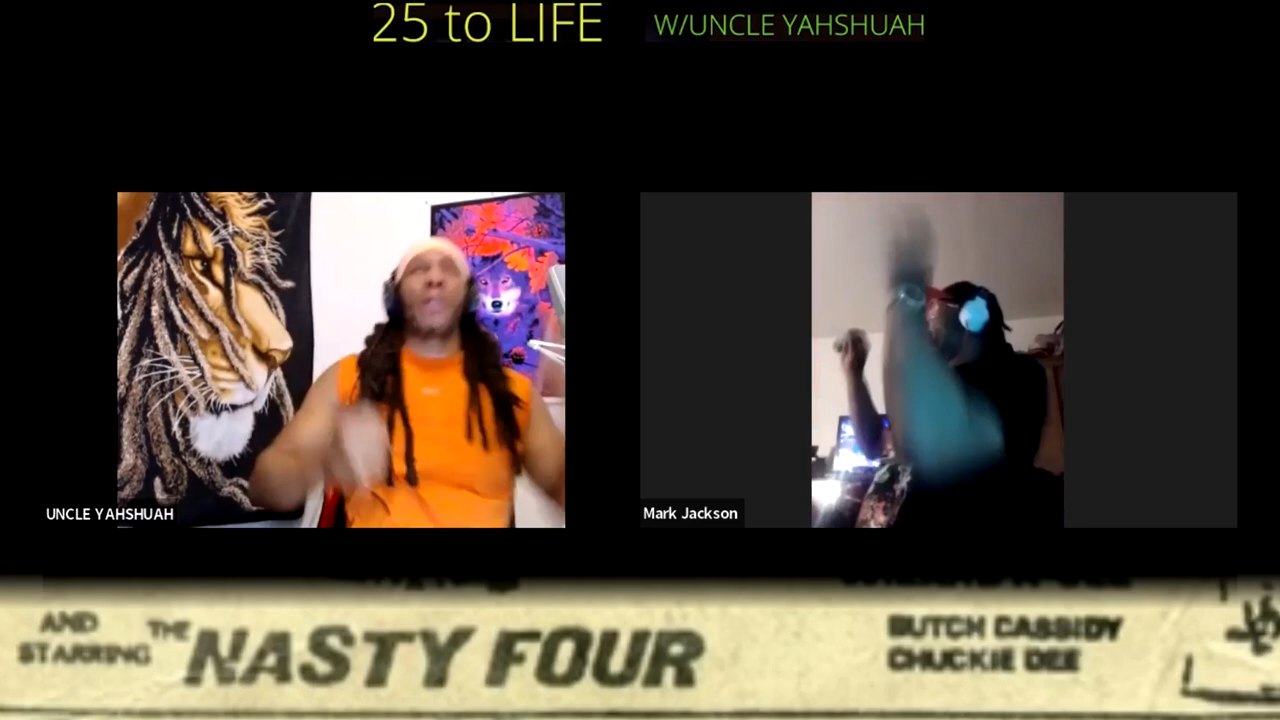 25 to LIFE
W/UNCLE YAHSHUAH
UNCLE YAHSHUAH
Mark Jackson
AND
STARRING
THE
NASTY FOUR
BUTCH CASSIDY
CHUCKIE DEE